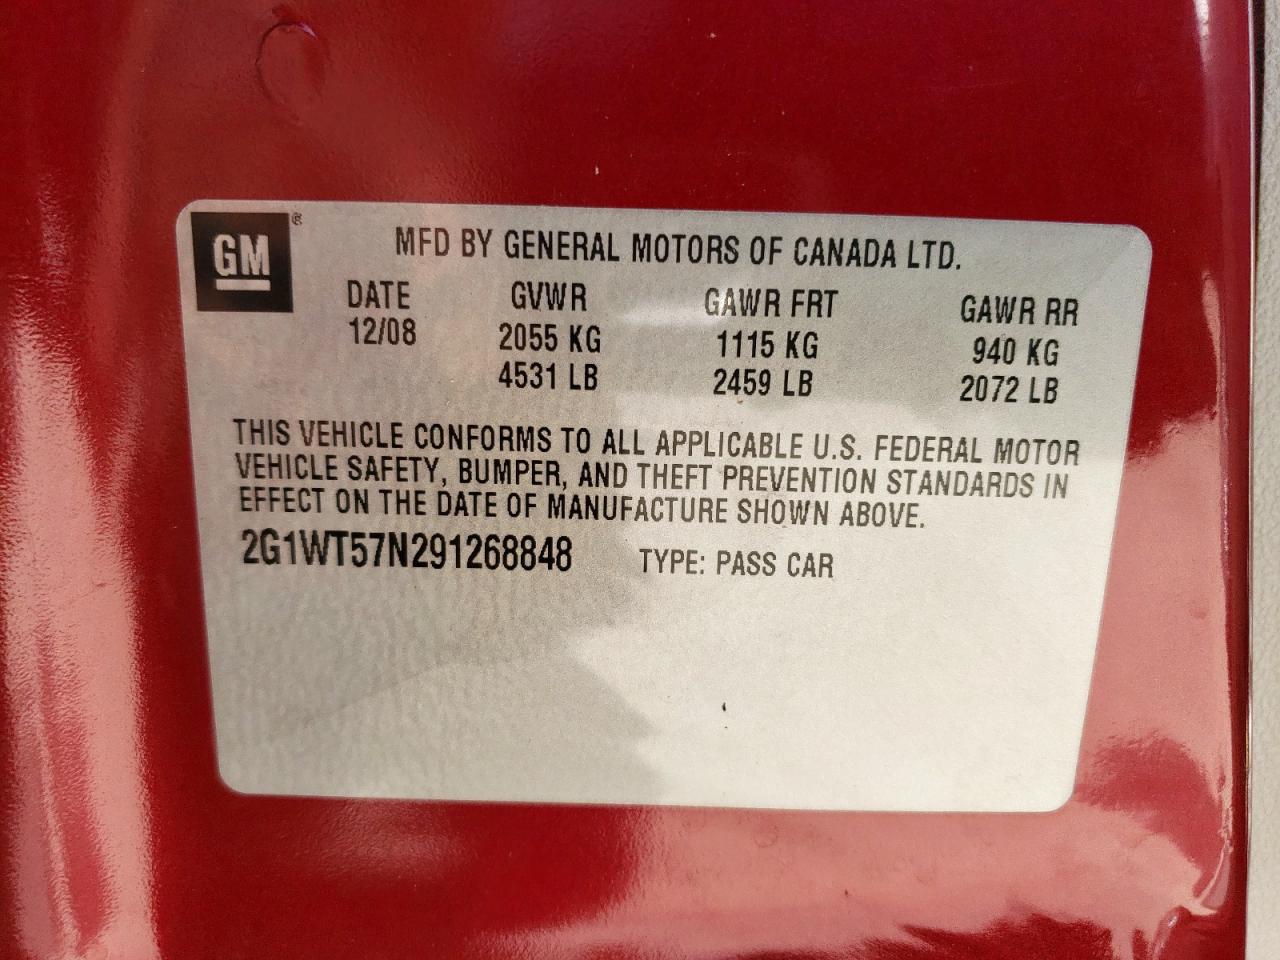 GM®
MFD BY GENERAL MOTORS OF CANADA LTD.
DATE GVWR GAWR FRT GAWR RR
12/08 2055 KG 1115 KG 940 KG
4531 LB 2459 LB 2072 LB
THIS VEHICLE CONFORMS TO ALL APPLICABLE U.S. FEDERAL MOTOR
VEHICLE SAFETY, BUMPER, AND THEFT PREVENTION STANDARDS IN
EFFECT ON THE DATE OF MANUFACTURE SHOWN ABOVE.
2G1WT57N291268848 TYPE: PASS CAR